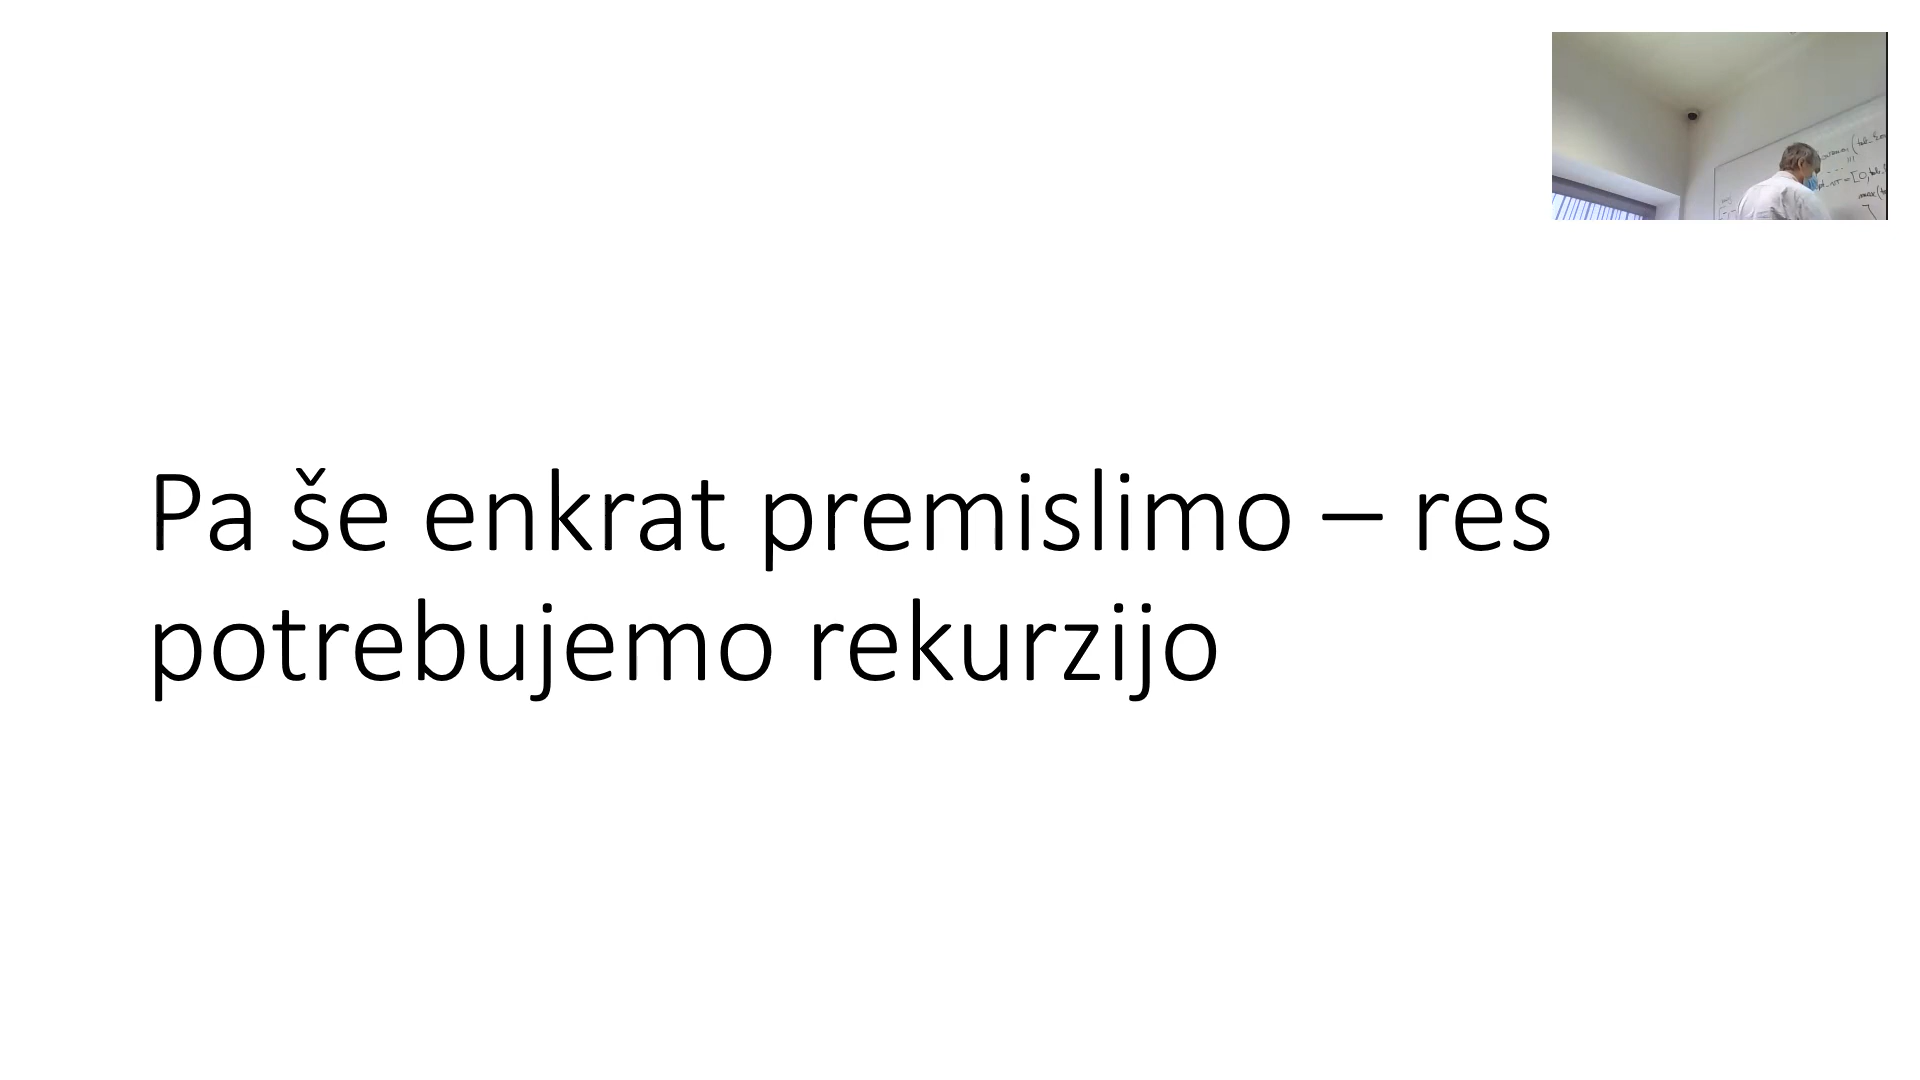 Pa še enkrat premislimo – res
potrebujemo rekurzijo